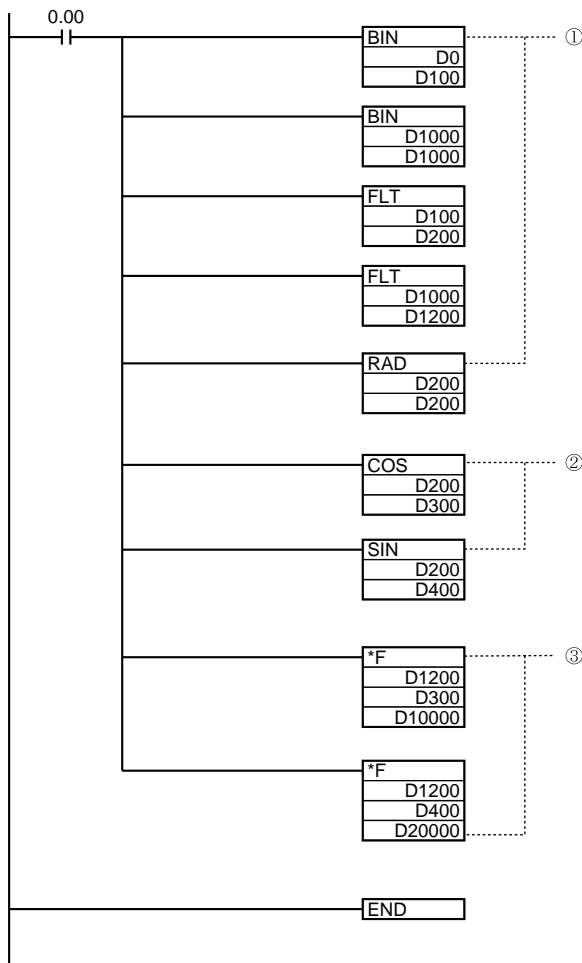 0.00
BIN
D0
D100
①
BIN
D1000
D1000
FLT
D100
D200
FLT
D1000
D1200
RAD
D200
D200
COS
D200
D300
②
SIN
D200
D400
*F
D1200
D300
D10000
③
*F
D1200
D400
D20000
END